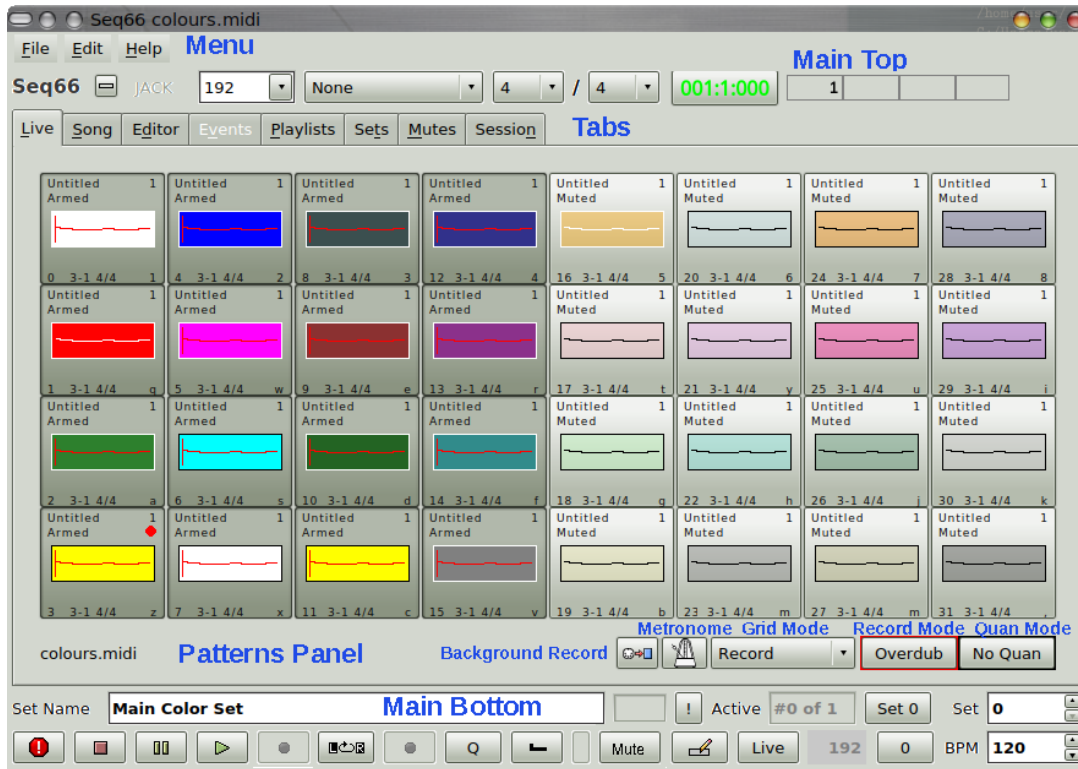 Seq66 colours.midi
File Edit Help Menu
Main Top
Seq66 JACK 192 None 4 / 4 001:1:000 1
Live Song Editor Events Playlists Sets Mutes Session Tabs
Untitled 1 Untitled 1 Untitled 1 Untitled 1 Untitled 1 Untitled 1 Untitled 1 Untitled 1
Armed Armed Armed Armed Muted Muted Muted Muted
0 3-1 4/4 1 4 3-1 4/4 2 8 3-1 4/4 3 12 3-1 4/4 4 16 3-1 4/4 5 20 3-1 4/4 6 24 3-1 4/4 7 28 3-1 4/4 8
Untitled 1 Untitled 1 Untitled 1 Untitled 1 Untitled 1 Untitled 1 Untitled 1 Untitled 1
Armed Armed Armed Armed Muted Muted Muted Muted
1 3-1 4/4 q 5 3-1 4/4 w 9 3-1 4/4 e 13 3-1 4/4 r 17 3-1 4/4 t 21 3-1 4/4 y 25 3-1 4/4 u 29 3-1 4/4 i
Untitled 1 Untitled 1 Untitled 1 Untitled 1 Untitled 1 Untitled 1 Untitled 1 Untitled 1
Armed Armed Armed Armed Muted Muted Muted Muted
2 3-1 4/4 a 6 3-1 4/4 s 10 3-1 4/4 d 14 3-1 4/4 f 18 3-1 4/4 g 22 3-1 4/4 h 26 3-1 4/4 j 30 3-1 4/4 k
Untitled 1 Untitled 1 Untitled 1 Untitled 1 Untitled 1 Untitled 1 Untitled 1 Untitled 1
Armed Armed Armed Armed Muted Muted Muted Muted
3 3-1 4/4 z 7 3-1 4/4 x 11 3-1 4/4 c 15 3-1 4/4 v 19 3-1 4/4 b 23 3-1 4/4 m 27 3-1 4/4 m 31 3-1 4/4 ,
Metronome Grid Mode Record Mode Quan Mode
colours.midi Patterns Panel Background Record Record Overdub No Quan
Set Name Main Color Set Main Bottom ! Active #0 of 1 Set 0 Set 0
! R Q Mute Live 192 0 BPM 120